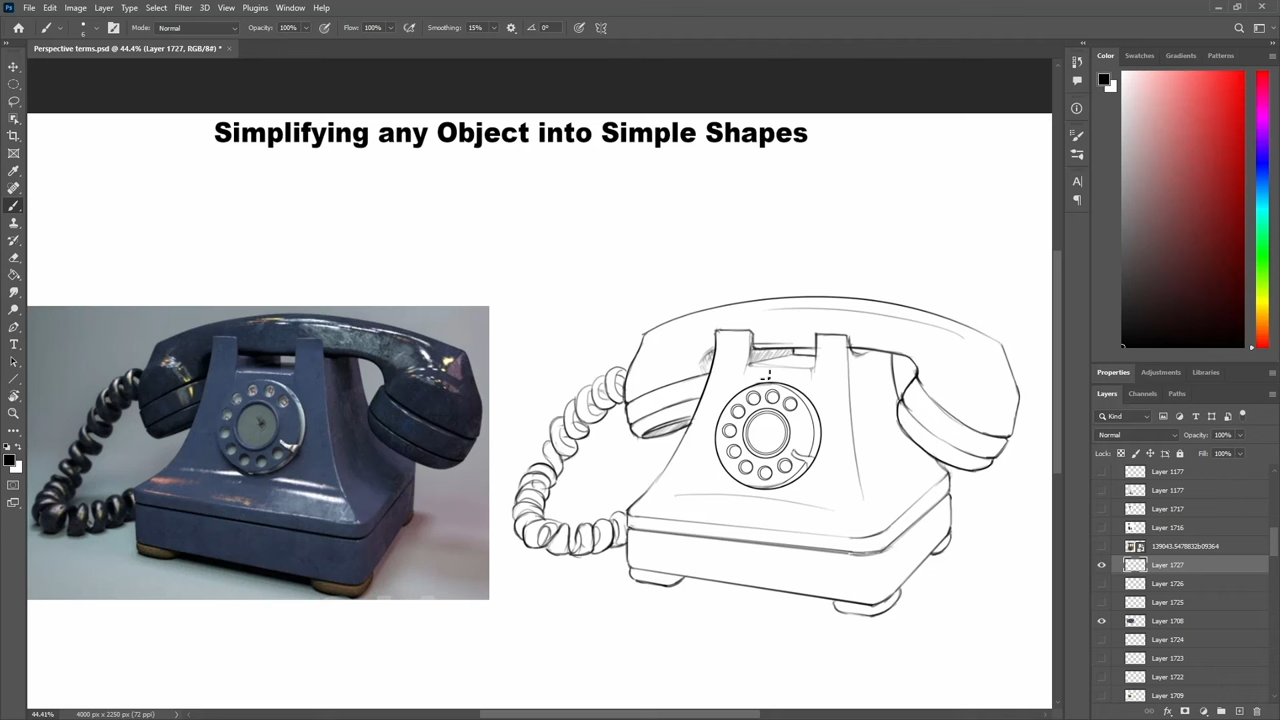 File Edit Image Layer Type Select Filter 3D View Plugins Window Help
6 Mode: Normal Opacity: 100% Flow: 100% Smoothing: 15% 0°
Perspective terms.psd @ 44.4% (Layer 1727, RGB/8#) *
Color Swatches Gradients Patterns
Simplifying any Object into Simple Shapes
Properties Adjustments Libraries
Layers Channels Paths
Kind
Normal Opacity: 100%
Lock: Fill: 100%
Layer 1177
Layer 1177
Layer 1717
Layer 1716
139043.5478832b09364
Layer 1727
Layer 1726
Layer 1725
Layer 1708
Layer 1724
Layer 1723
Layer 1722
Layer 1709
44.41% 4000 px x 2250 px (72 ppi)